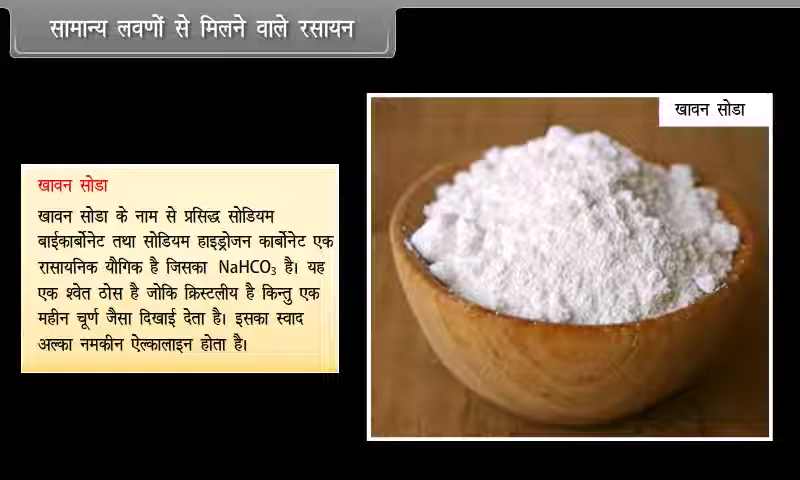 सामान्य लवणों से मिलने वाले रसायन
खावन सोडा
खावन सोडा
खावन सोडा के नाम से प्रसिद्ध सोडियम
बाईकार्बोनेट तथा सोडियम हाइड्रोजन कार्बोनेट एक
रासायनिक यौगिक है जिसका NaHCO₃ है। यह
एक श्वेत ठोस है जोकि क्रिस्टलीय है किन्तु एक
महीन चूर्ण जैसा दिखाई देता है। इसका स्वाद
अल्का नमकीन ऐल्कालाइन होता है।